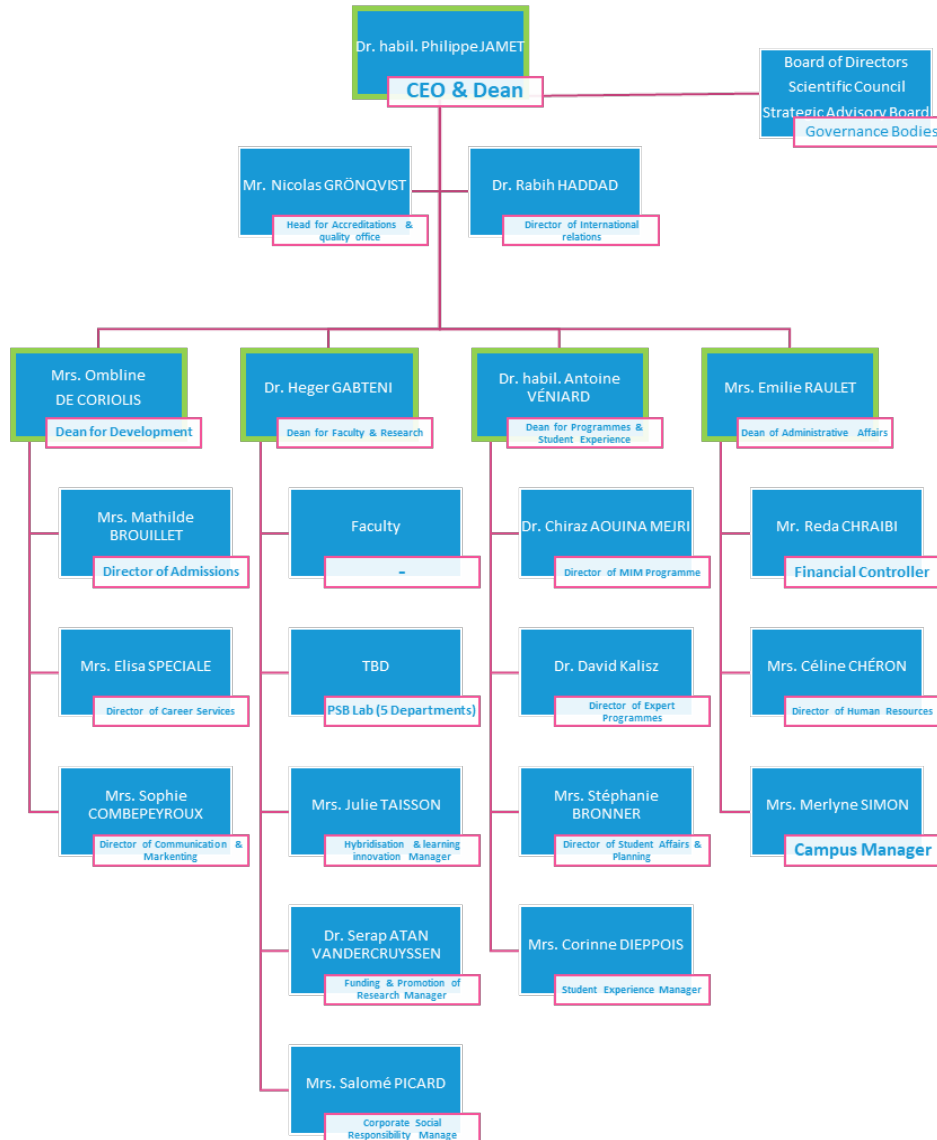 Dr. habil. Philippe JAMET
CEO & Dean
Board of Directors
Scientific Council
Strategic Advisory Board
Governance Bodies
Mr. Nicolas GRÖNQVIST
Head for Accreditations &
quality office
Dr. Rabih HADDAD
Director of International
relations
Mrs. Ombline
DE CORIOLIS
Dean for Development
Dr. Heger GABTENI
Dean for Faculty & Research
Dr. habil. Antoine
VÉNIARD
Dean for Programmes &
Student Experience
Mrs. Emilie RAULET
Dean of Administrative Affairs
Mrs. Mathilde
BROUILLET
Director of Admissions
Faculty
-
Dr. Chiraz AOUINA MEJRI
Director of MIM Programme
Mr. Reda CHRAIBI
Financial Controller
Mrs. Elisa SPECIALE
Director of Career Services
TBD
PSB Lab (5 Departments)
Dr. David Kalisz
Director of Expert
Programmes
Mrs. Céline CHÉRON
Director of Human Resources
Mrs. Sophie
COMBEPEYROUX
Director of Communication &
Markenting
Mrs. Julie TAISSON
Hybridisation & learning
innovation Manager
Mrs. Stéphanie
BRONNER
Director of Student Affairs &
Planning
Mrs. Merlyne SIMON
Campus Manager
Dr. Serap ATAN
VANDERCRUYSSEN
Funding & Promotion of
Research Manager
Mrs. Corinne DIEPPOIS
Student Experience Manager
Mrs. Salomé PICARD
Corporate Social
Responsibility Manage